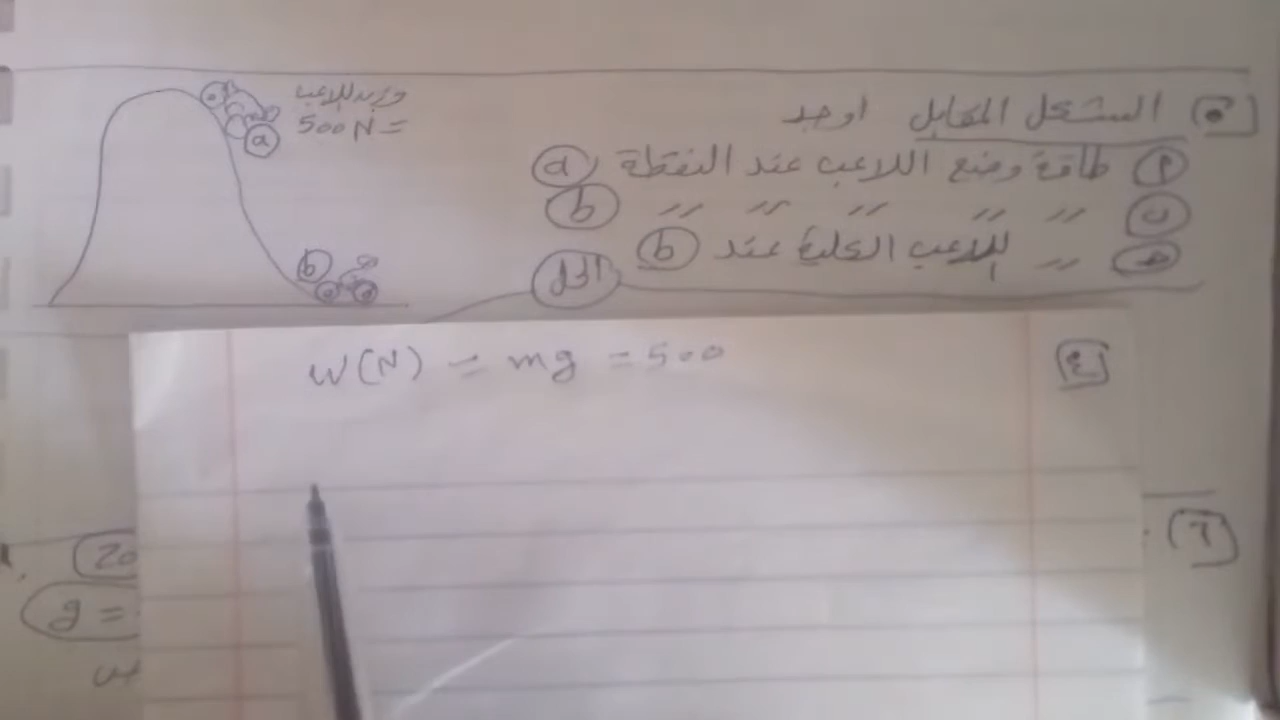 ٥ الشكل المقابل اوجد
وزن اللاعب
500 N =
a
b
أ طاقة وضع اللاعب عند النقطة a
ب " " " " " b
جـ " للاعب الكلية عند b
الحل
W(N) = mg = 500
٤
٦
20
g =